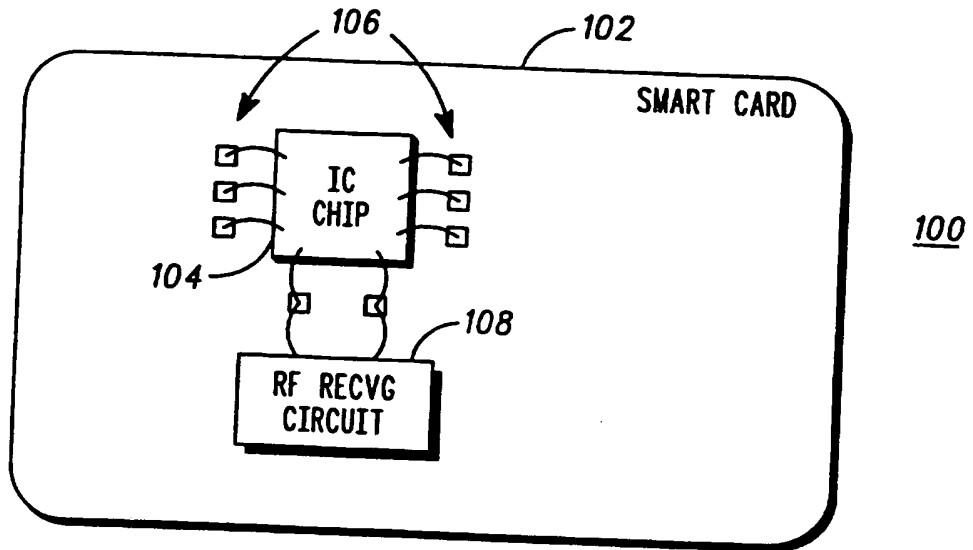 106
102
SMART CARD
IC
CHIP
100
104
108
RF RECVG
CIRCUIT